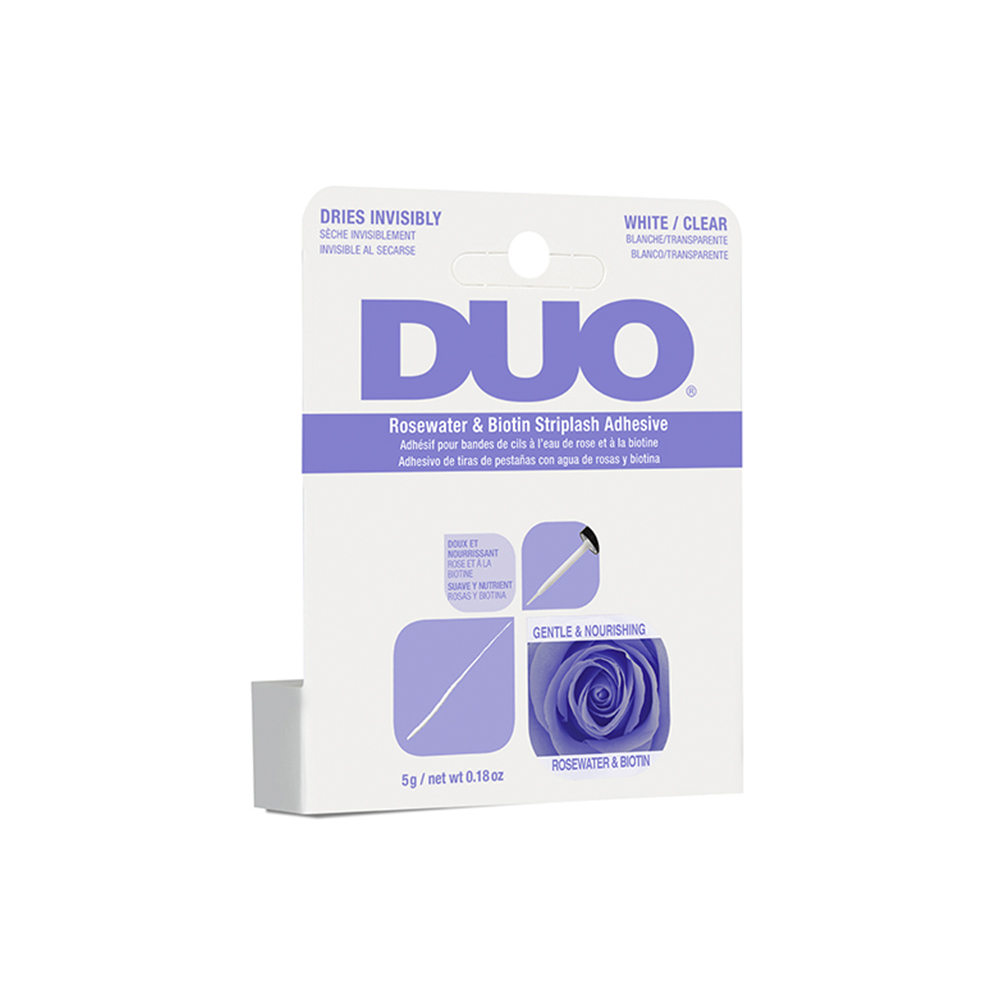 DRIES INVISIBLY
SÈCHE INVISIBLEMENT
INVISIBLE AL SECARSE
WHITE / CLEAR
BLANCHE/TRANSPARENTE
BLANCO/TRANSPARENTE
DUO®
Rosewater & Biotin Striplash Adhesive
Adhésif pour bandes de cils à l'eau de rose et à la biotine
Adhesivo de tiras de pestañas con agua de rosas y biotina
DOUX ET
NOURRISSANT
ROSE ET À LA
BIOTINE
SUAVE Y NUTRIENT
ROSAS Y BIOTINA
GENTLE & NOURISHING
ROSEWATER & BIOTIN
5g / net wt 0.18 oz